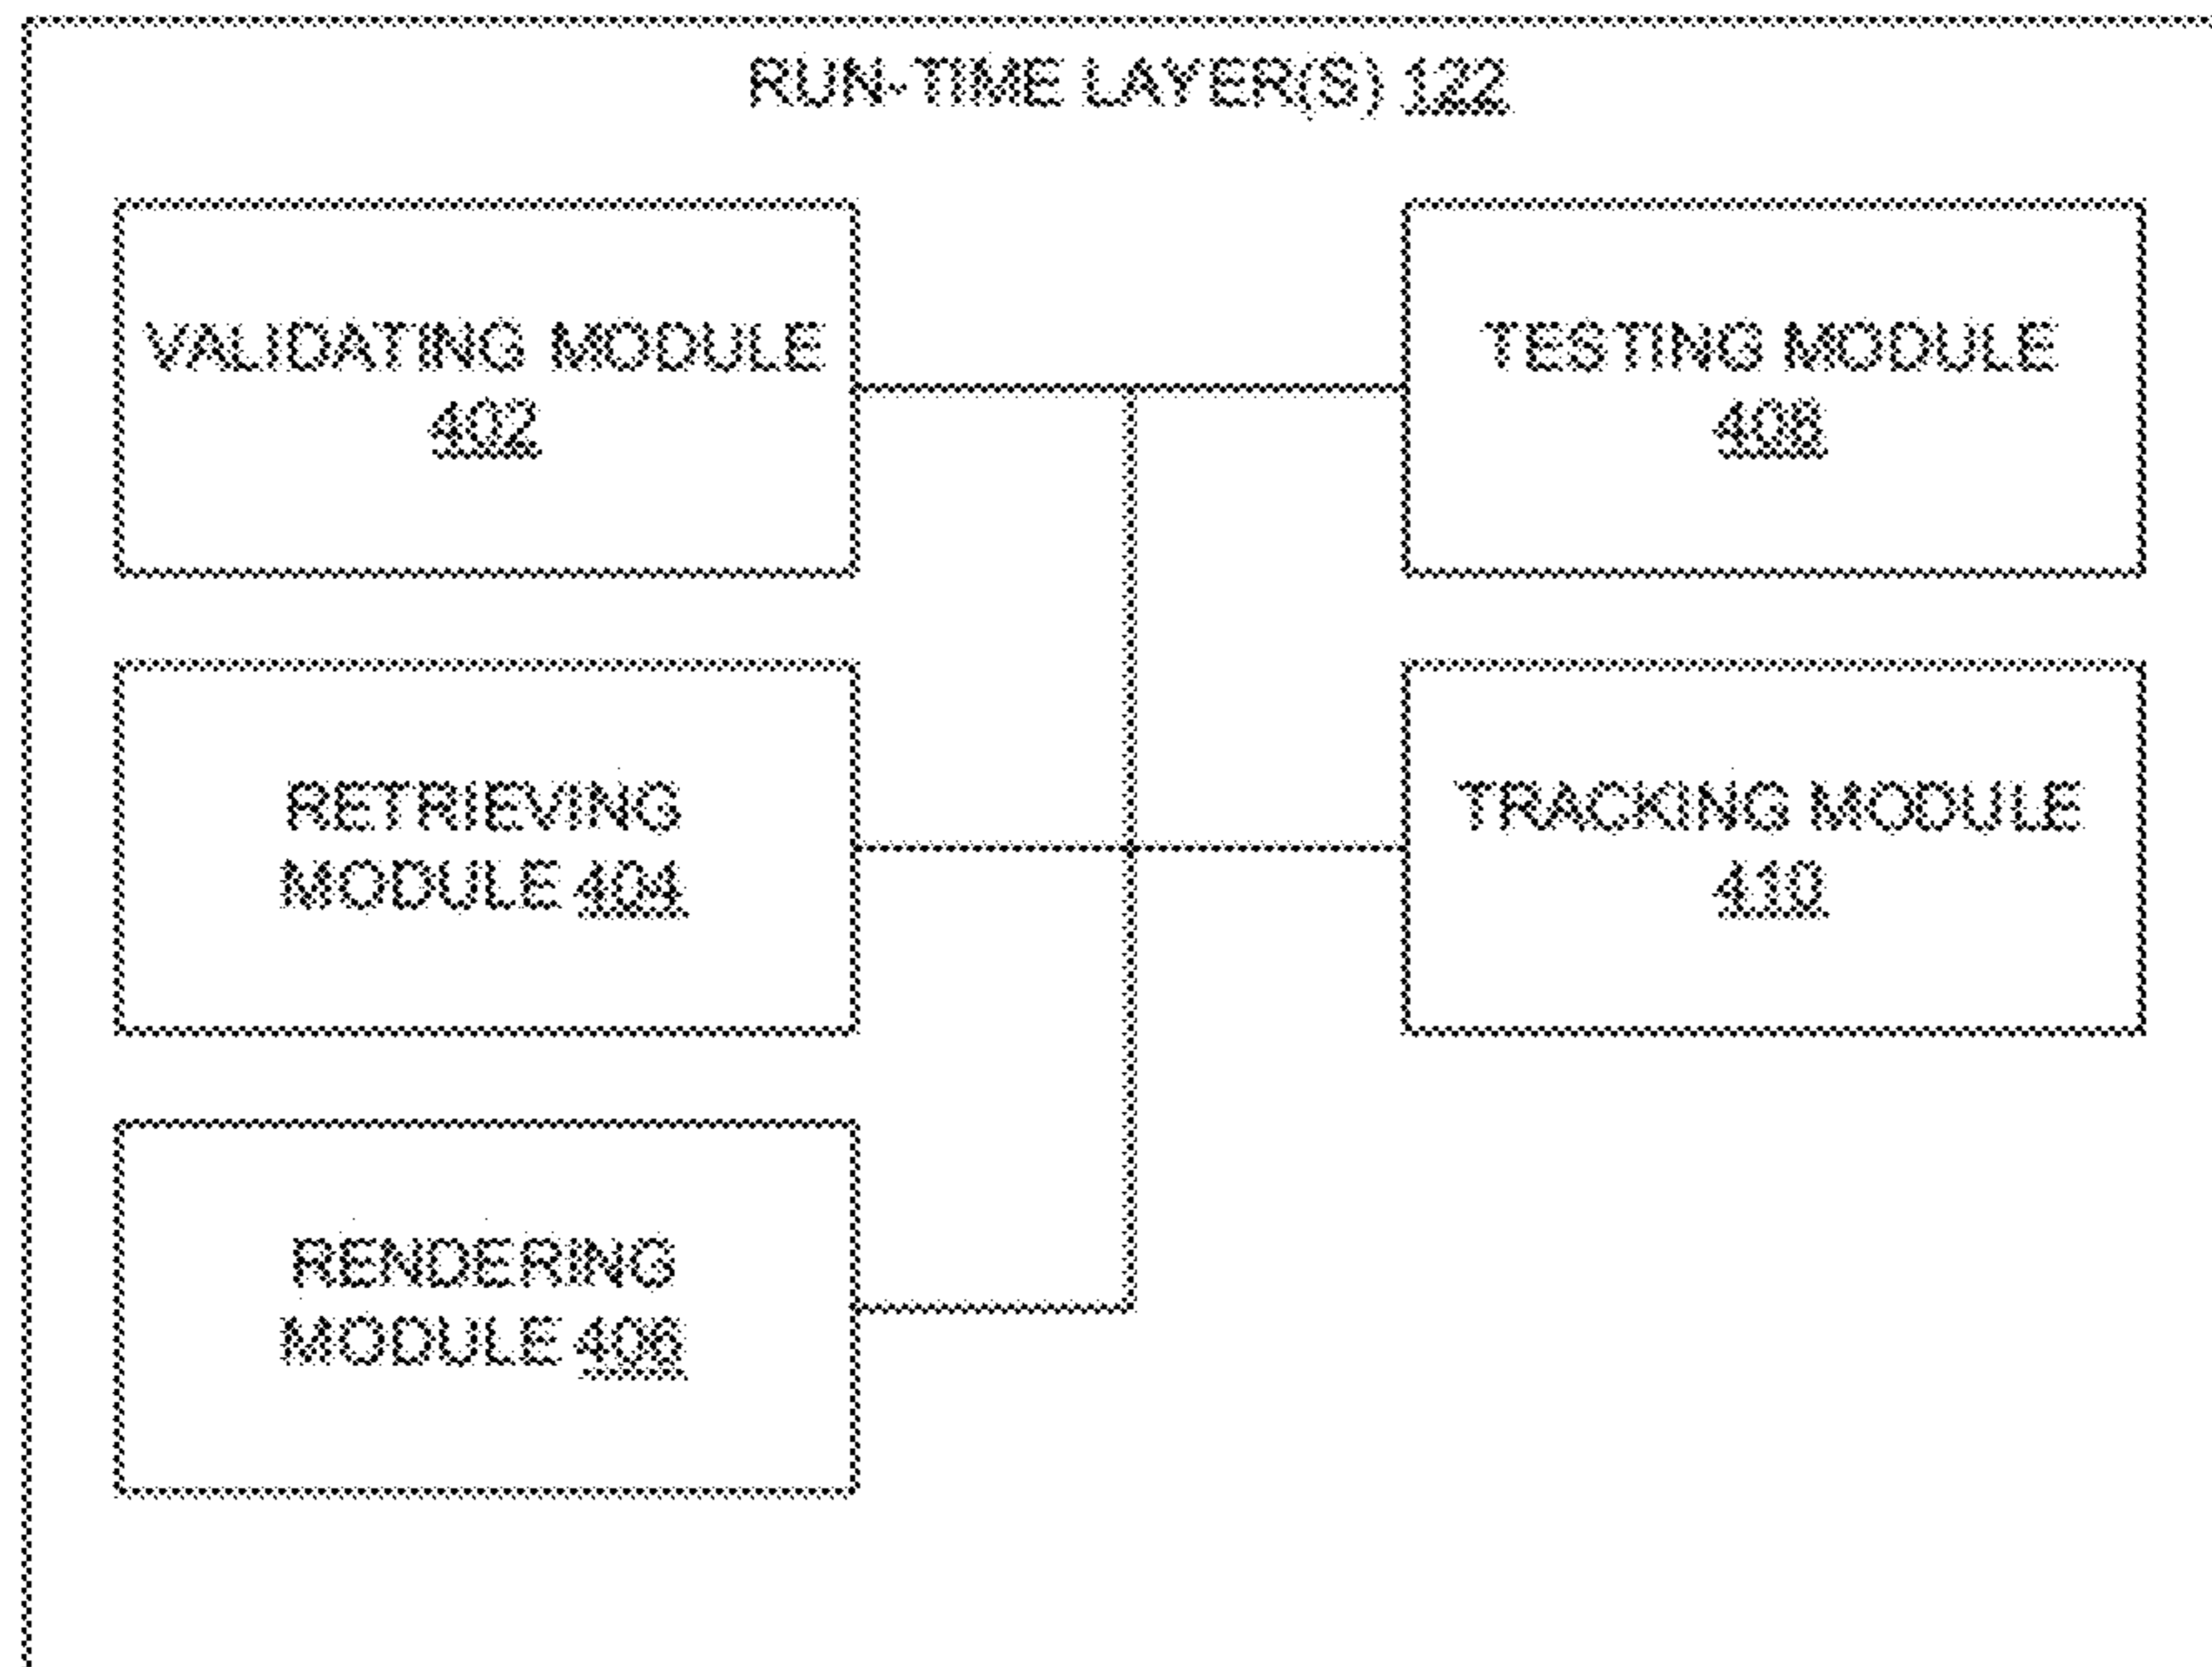 RUN-TIME LAYER(S) 122
VALIDATING MODULE
402
TESTING MODULE
408
RETRIEVING
MODULE 404
TRACKING MODULE
410
RENDERING
MODULE 406